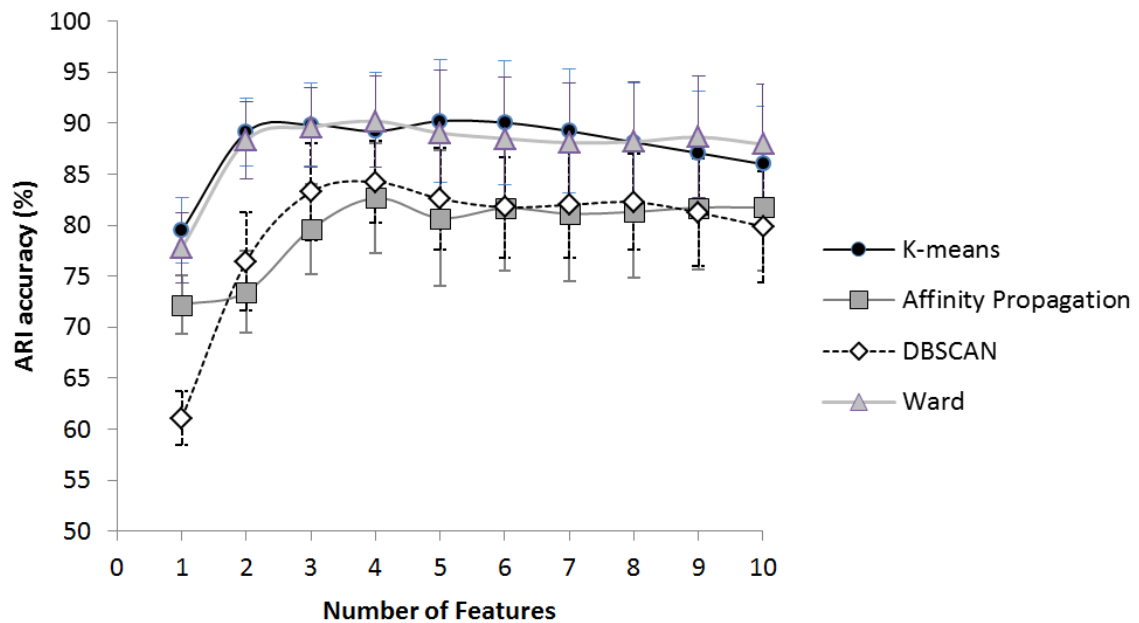 100
95
90
85
80
75
70
65
60
55
50
ARI accuracy (%)
0 1 2 3 4 5 6 7 8 9 10
Number of Features
K-means
Affinity Propagation
DBSCAN
Ward